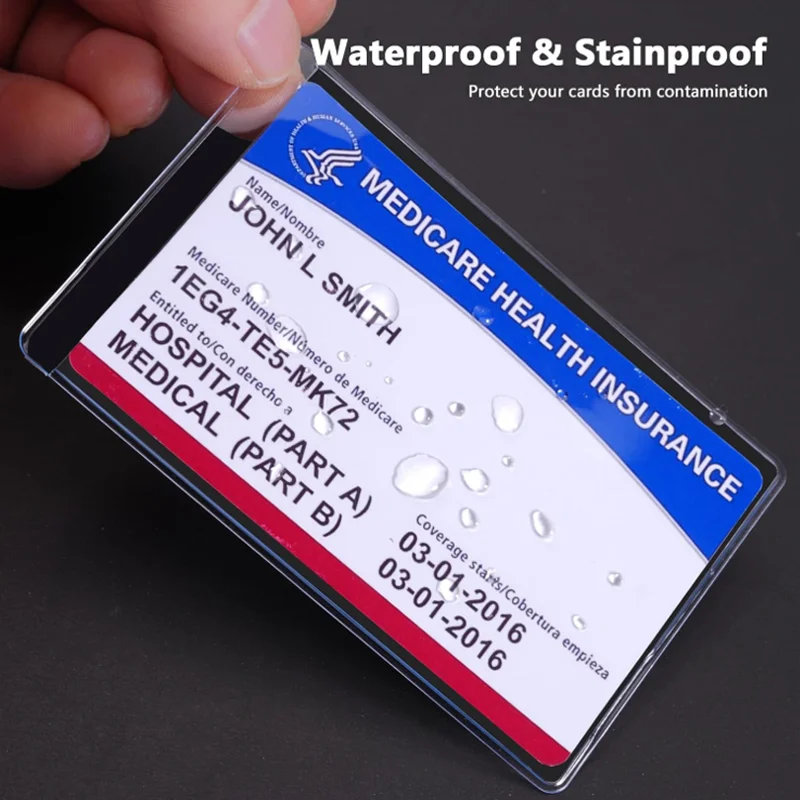 Waterproof & Stainproof
Protect your cards from contamination
MEDICARE HEALTH INSURANCE
Name/Nombre
JOHN L SMITH
Medicare Number/Número de Medicare
1EG4-TE5-MK72
Entitled to/Con derecho a
HOSPITAL (PART A)
MEDICAL (PART B)
Coverage starts/Cobertura empieza
03-01-2016
03-01-2016